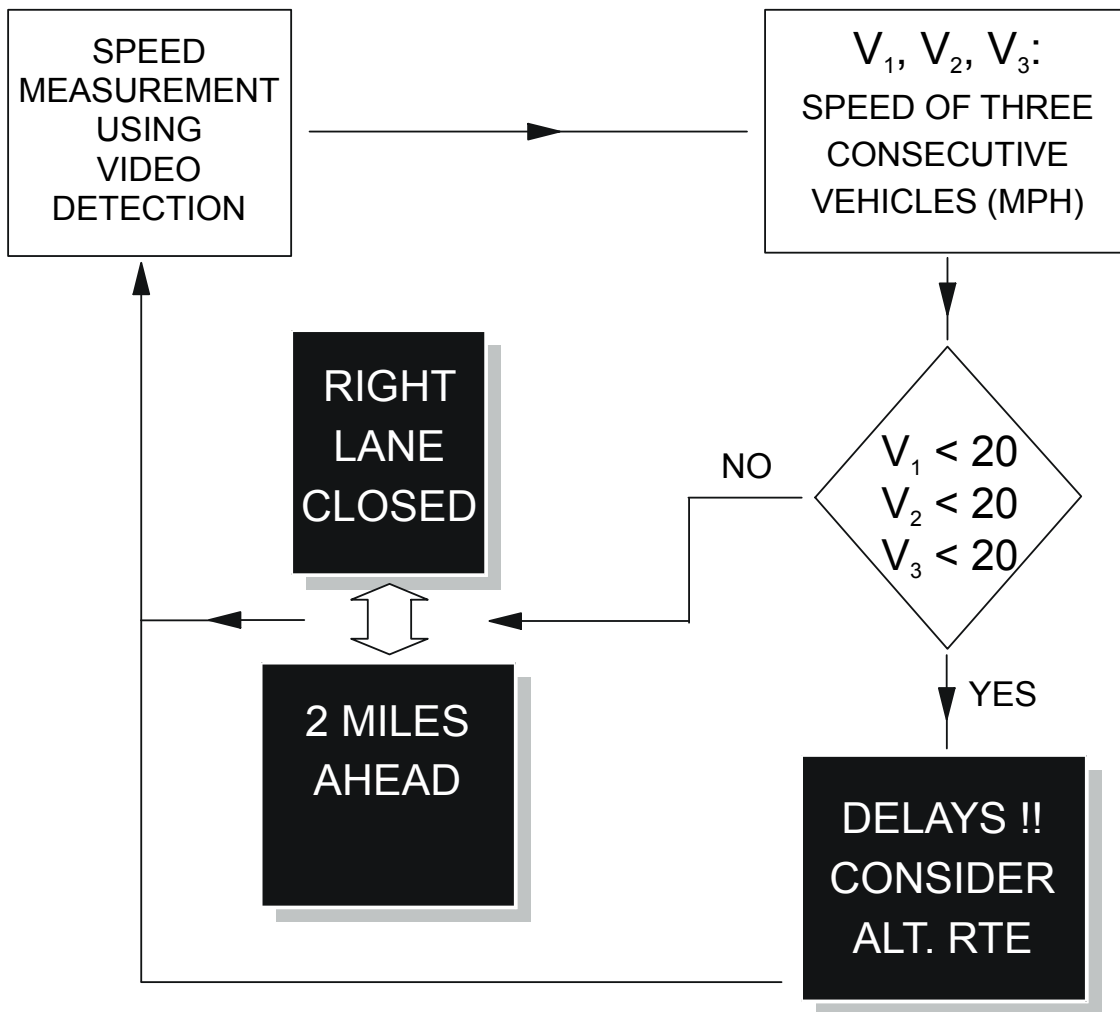 SPEED
MEASUREMENT
USING
VIDEO
DETECTION
V₁, V₂, V₃:
SPEED OF THREE
CONSECUTIVE
VEHICLES (MPH)
RIGHT
LANE
CLOSED
NO
V₁ < 20
V₂ < 20
V₃ < 20
2 MILES
AHEAD
YES
DELAYS !!
CONSIDER
ALT. RTE